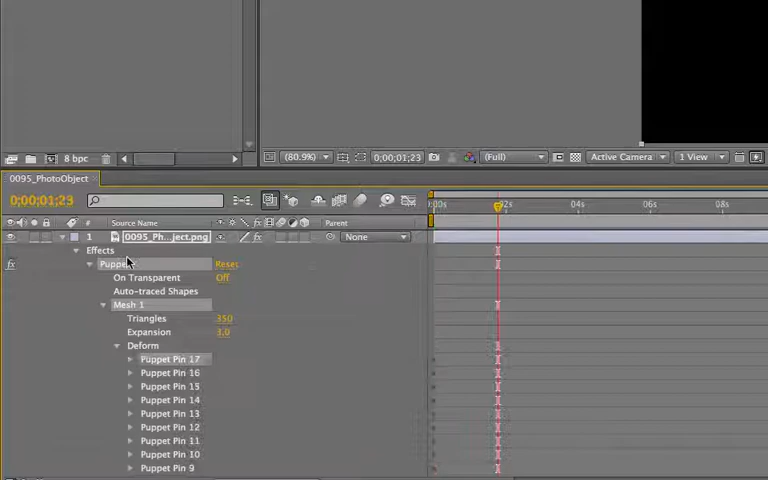 8 bpc
(80.9%)
0;00;01;23
(Full)
Active Camera
1 View
0095_PhotoObject
0;00;01;23
:00s
02s
04s
06s
08s
#
Source Name
Parent
1
0095_Ph...ject.png
None
Effects
Reset
On Transparent
Off
Auto-traced Shapes
Mesh 1
Triangles
350
Expansion
3.0
Deform
Puppet Pin 17
Puppet Pin 16
Puppet Pin 15
Puppet Pin 14
Puppet Pin 13
Puppet Pin 12
Puppet Pin 11
Puppet Pin 10
Puppet Pin 9